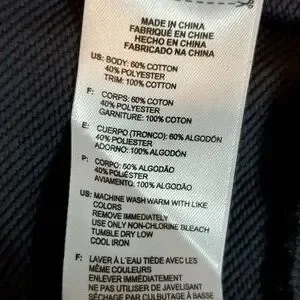 MADE IN CHINA
FABRIQUÉ EN CHINE
HECHO EN CHINA
FABRICADO NA CHINA
US: BODY: 60% COTTON
40% POLYESTER
TRIM: 100% COTTON
F: CORPS: 60% COTON
40% POLYESTER
GARNITURE: 100% COTON
E: CUERPO (TRONCO): 60% ALGODÓN
40% POLIÉSTER
ADORNO: 100% ALGODÓN
P: CORPO: 60% ALGODÃO
40% POLIÉSTER
AVIAMENTO: 100% ALGODÃO
US: MACHINE WASH WARM WITH LIKE
COLORS
REMOVE IMMEDIATELY
USE ONLY NON-CHLORINE BLEACH
TUMBLE DRY LOW
COOL IRON
F: LAVER À L'EAU TIÈDE AVEC LES
MÊME COULEURS
ENLEVER IMMÉDIATEMENT
NE PAS UTILISER DE JAVELISANT
SÉCHAGE PAR CULBUTAGE À BASSE